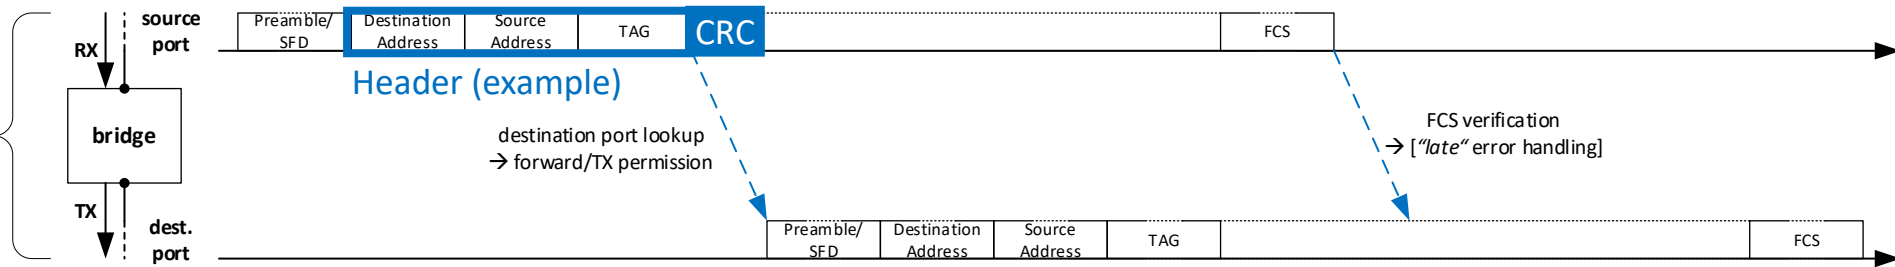 source
port
RX
Preamble/
SFD
Destination
Address
Source
Address
TAG
CRC
FCS
Header (example)
bridge
destination port lookup
→ forward/TX permission
FCS verification
→ [“late“ error handling]
TX
dest.
port
Preamble/
SFD
Destination
Address
Source
Address
TAG
FCS